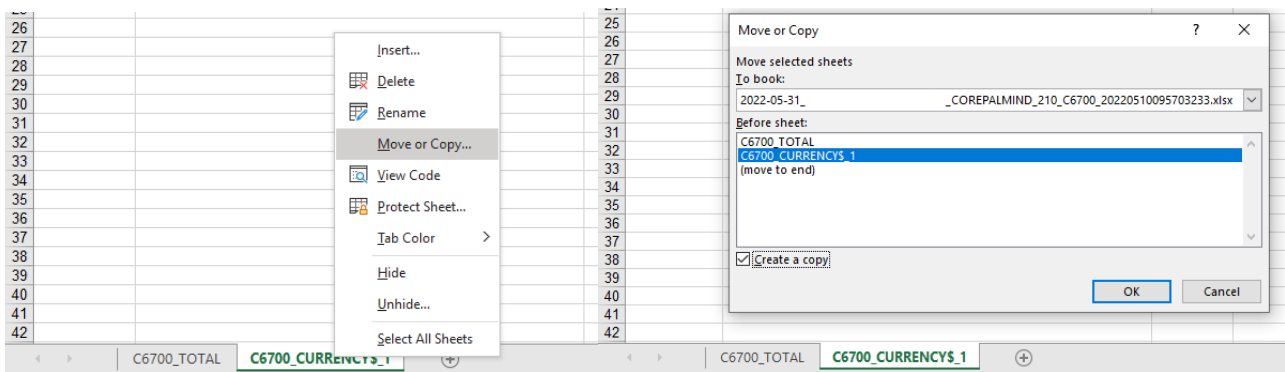 26
27
28
29
30
31
32
33
34
35
36
37
38
39
40
41
42
Insert...
Delete
Rename
Move or Copy...
View Code
Protect Sheet...
Tab Color
Hide
Unhide...
Select All Sheets
C6700_TOTAL C6700_CURRENCY$_1
25
26
27
28
29
30
31
32
33
34
35
36
37
38
39
40
41
42
Move or Copy ?
Move selected sheets
To book:
2022-05-31_ _COREPALMIND_210_C6700_20220510095703233.xlsx
Before sheet:
C6700_TOTAL
C6700_CURRENCY$_1
(move to end)
Create a copy
OK Cancel
C6700_TOTAL C6700_CURRENCY$_1